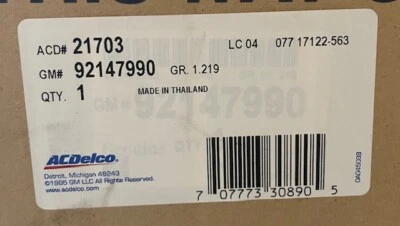 ACD# 21703 LC 04 077 17122-563
GM# 92147990 GR. 1.219
QTY. 1 MADE IN THAILAND
GM# 92147990
ACDelco
Detroit, Michigan 48243
©1995 GM LLC All Rights Reserved.
www.acdelco.com
7 07773 30890 5